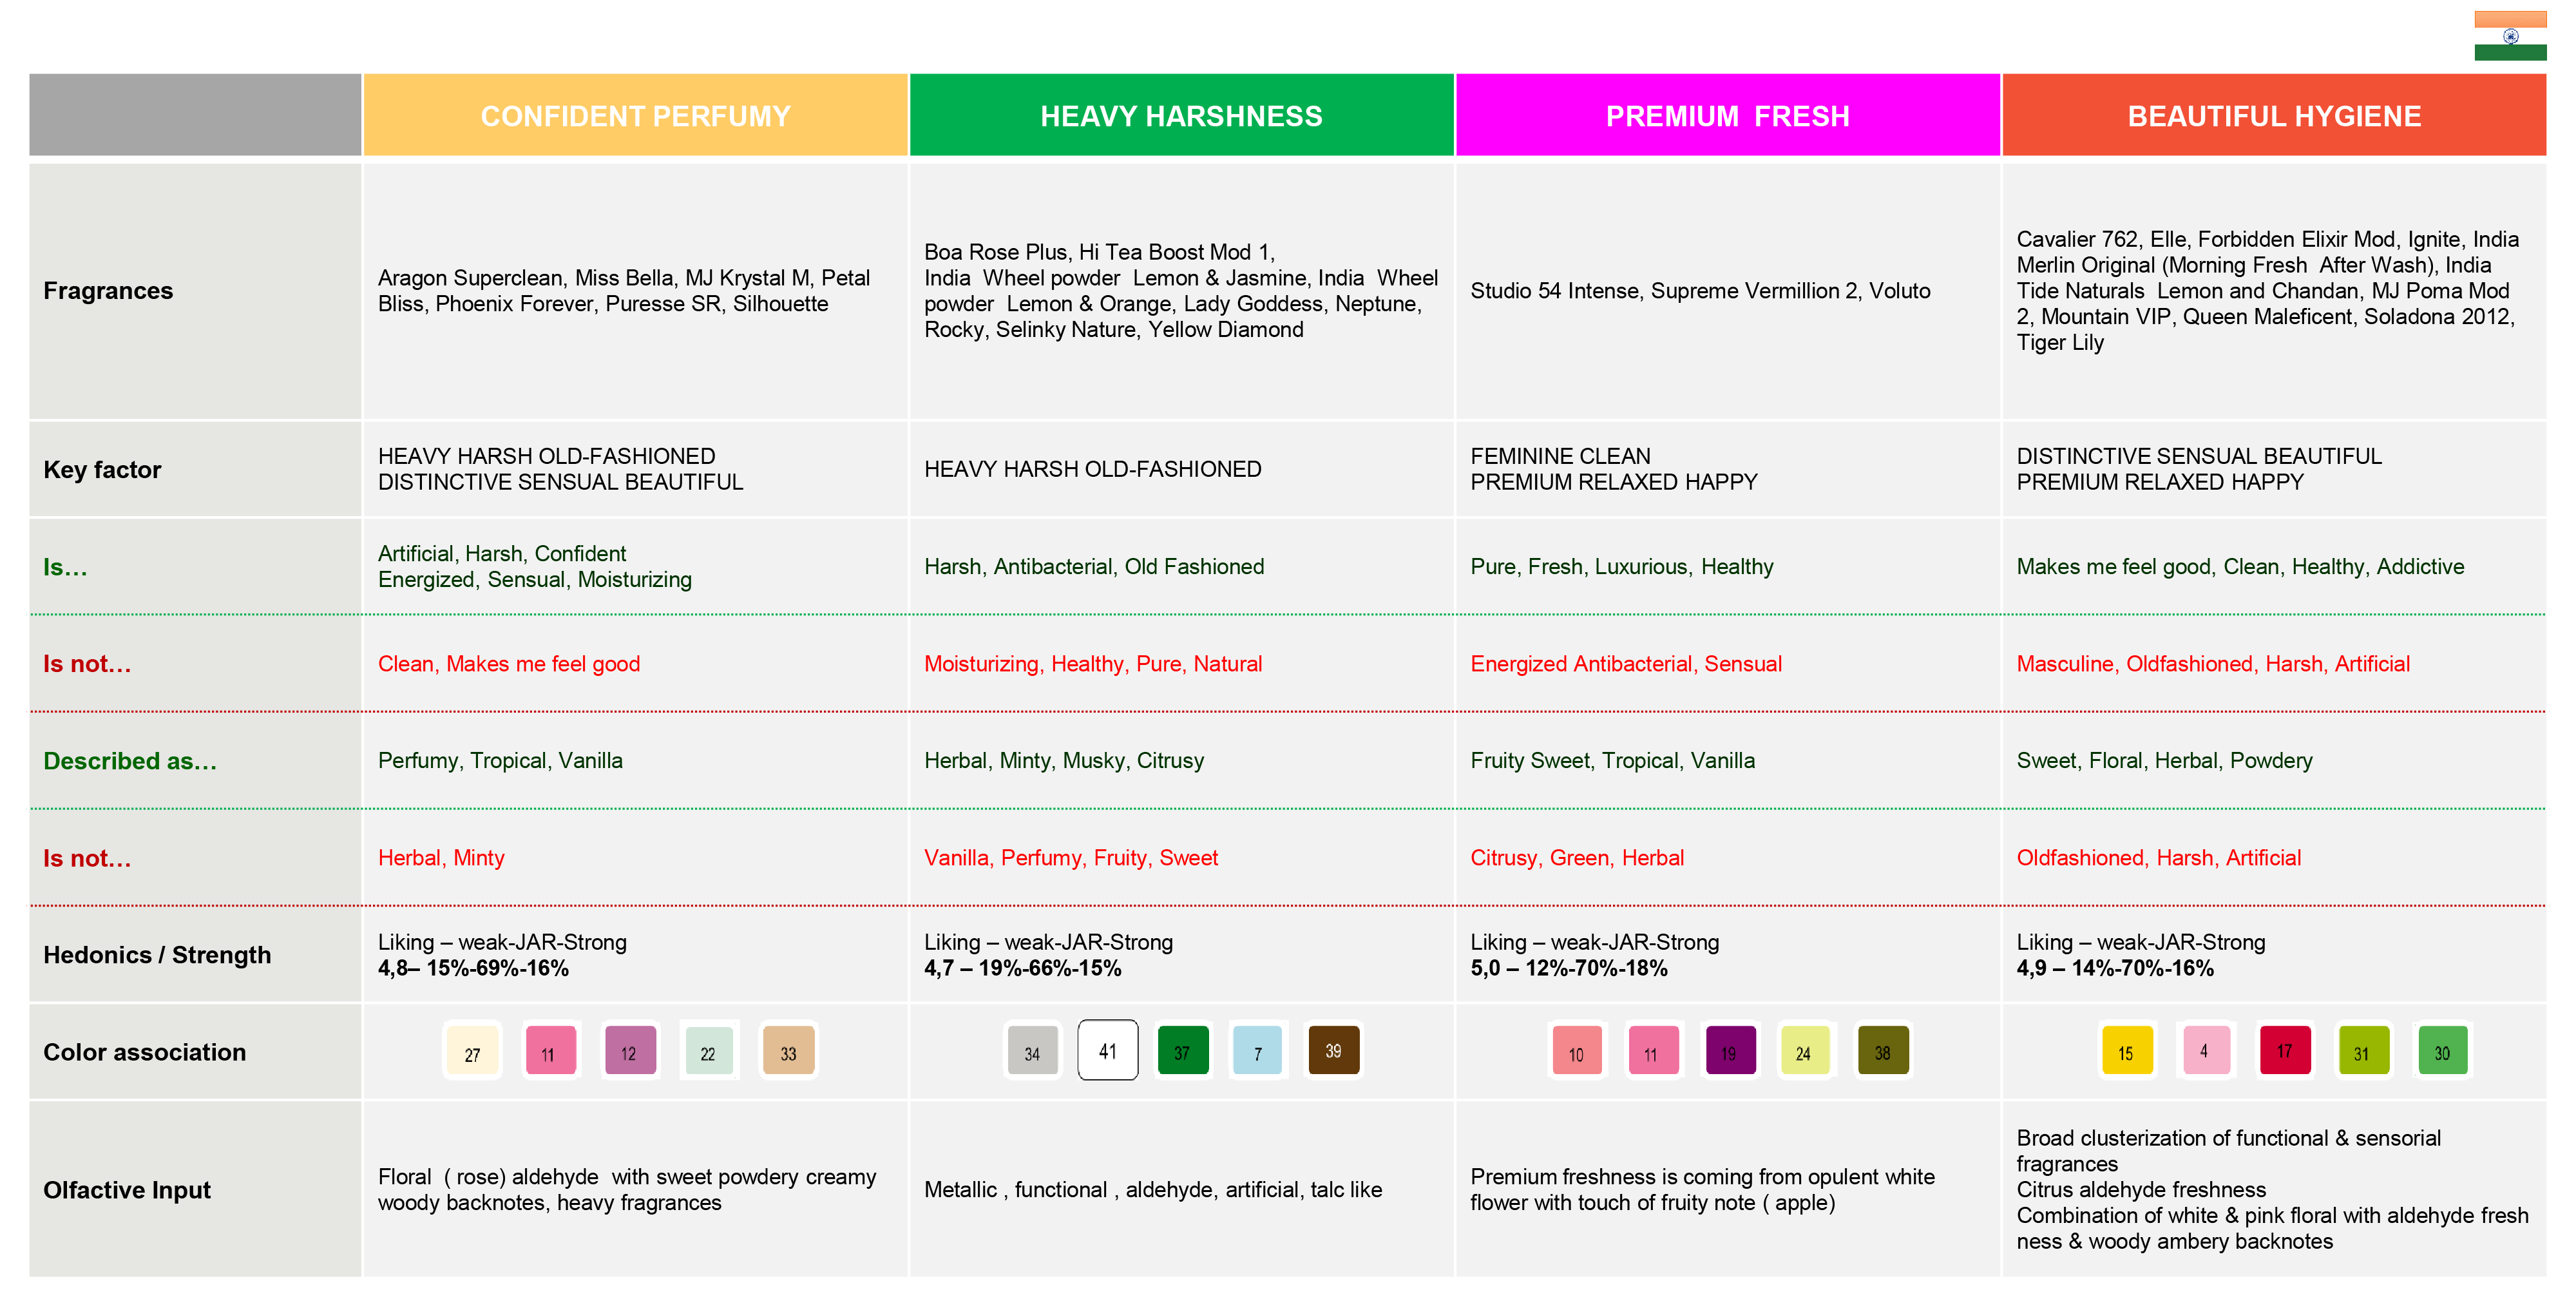 CONFIDENT PERFUMY
HEAVY HARSHNESS
PREMIUM  FRESH
BEAUTIFUL HYGIENE
Fragrances
Aragon Superclean, Miss Bella, MJ Krystal M, Petal
Bliss, Phoenix Forever, Puresse SR, Silhouette
Boa Rose Plus, Hi Tea Boost Mod 1,
India  Wheel powder  Lemon & Jasmine, India  Wheel
powder  Lemon & Orange, Lady Goddess, Neptune,
Rocky, Selinky Nature, Yellow Diamond
Studio 54 Intense, Supreme Vermillion 2, Voluto
Cavalier 762, Elle, Forbidden Elixir Mod, Ignite, India
Merlin Original (Morning Fresh  After Wash), India
Tide Naturals  Lemon and Chandan, MJ Poma Mod
2, Mountain VIP, Queen Maleficent, Soladona 2012,
Tiger Lily
Key factor
HEAVY HARSH OLD-FASHIONED
DISTINCTIVE SENSUAL BEAUTIFUL
HEAVY HARSH OLD-FASHIONED
FEMININE CLEAN
PREMIUM RELAXED HAPPY
DISTINCTIVE SENSUAL BEAUTIFUL
PREMIUM RELAXED HAPPY
Is…
Artificial, Harsh, Confident
Energized, Sensual, Moisturizing
Harsh, Antibacterial, Old Fashioned
Pure, Fresh, Luxurious, Healthy
Makes me feel good, Clean, Healthy, Addictive
Is not…
Clean, Makes me feel good
Moisturizing, Healthy, Pure, Natural
Energized Antibacterial, Sensual
Masculine, Oldfashioned, Harsh, Artificial
Described as…
Perfumy, Tropical, Vanilla
Herbal, Minty, Musky, Citrusy
Fruity Sweet, Tropical, Vanilla
Sweet, Floral, Herbal, Powdery
Is not…
Herbal, Minty
Vanilla, Perfumy, Fruity, Sweet
Citrusy, Green, Herbal
Oldfashioned, Harsh, Artificial
Hedonics / Strength
Liking – weak-JAR-Strong
4,8– 15%-69%-16%
Liking – weak-JAR-Strong
4,7 – 19%-66%-15%
Liking – weak-JAR-Strong
5,0 – 12%-70%-18%
Liking – weak-JAR-Strong
4,9 – 14%-70%-16%
Color association
27 11 12 22 33
34 41 37 7 39
10 11 19 24 38
15 4 17 31 30
Olfactive Input
Floral  ( rose) aldehyde  with sweet powdery creamy
woody backnotes, heavy fragrances
Metallic , functional , aldehyde, artificial, talc like
Premium freshness is coming from opulent white
flower with touch of fruity note ( apple)
Broad clusterization of functional & sensorial
fragrances
Citrus aldehyde freshness
Combination of white & pink floral with aldehyde fresh
ness & woody ambery backnotes